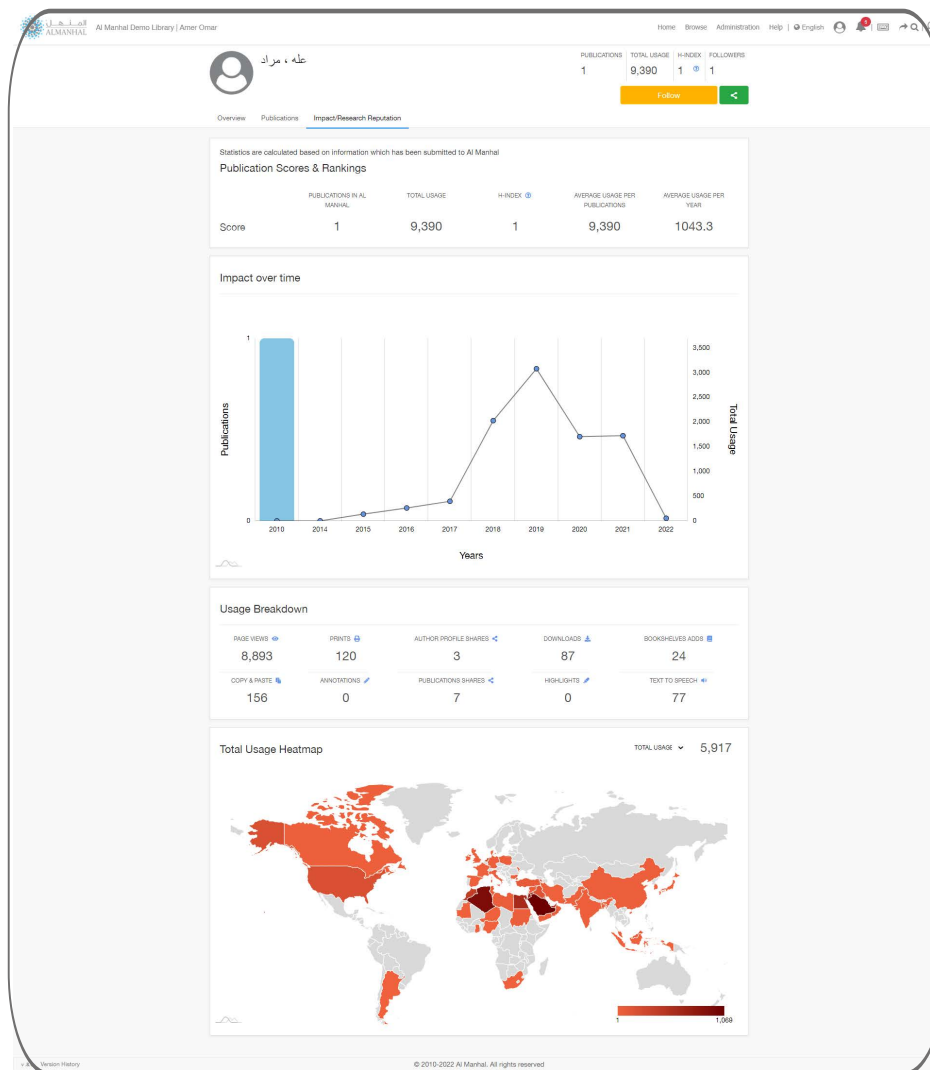 المنهل
ALMANHAL
Al Manhal Demo Library | Amer Omar
Home Browse Administration Help | English
عله ، مراد
PUBLICATIONS TOTAL USAGE H-INDEX FOLLOWERS
1 9,390 1 1
Follow
Overview Publications Impact/Research Reputation
Statistics are calculated based on information which has been submitted to Al Manhal
Publication Scores & Rankings
PUBLICATIONS IN AL MANHAL TOTAL USAGE H-INDEX AVERAGE USAGE PER PUBLICATIONS AVERAGE USAGE PER YEAR
Score 1 9,390 1 9,390 1043.3
Impact over time
1
0
Publications
3,500
3,000
2,500
2,000
1,500
1,000
500
0
Total Usage
2010 2014 2015 2016 2017 2018 2019 2020 2021 2022
Years
Usage Breakdown
PAGE VIEWS PRINTS AUTHOR PROFILE SHARES DOWNLOADS BOOKSHELVES ADDS
8,893 120 3 87 24
COPY & PASTE ANNOTATIONS PUBLICATIONS SHARES HIGHLIGHTS TEXT TO SPEECH
156 0 7 0 77
Total Usage Heatmap
TOTAL USAGE 5,917
1 1,069
Version History
© 2010-2022 Al Manhal. All rights reserved